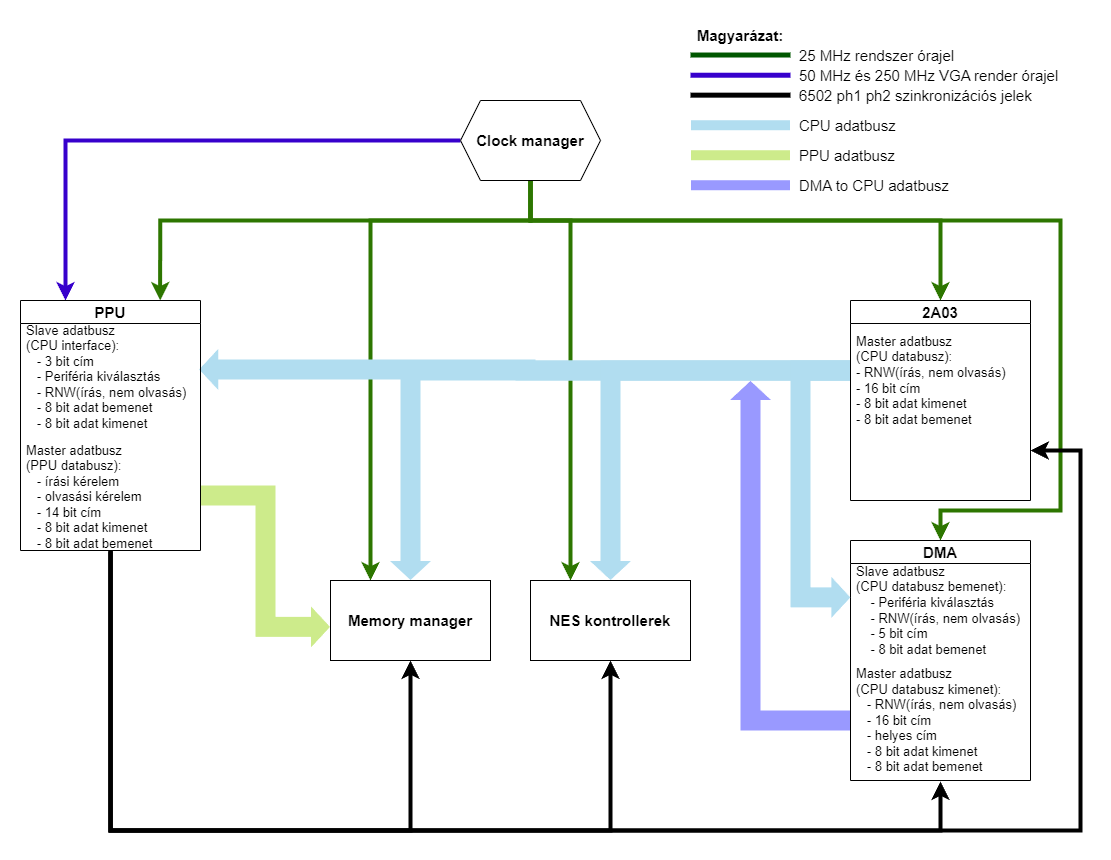 Magyarázat:
25 MHz rendszer órajel
50 MHz és 250 MHz VGA render órajel
6502 ph1 ph2 szinkronizációs jelek
CPU adatbusz
PPU adatbusz
DMA to CPU adatbusz
Clock manager
PPU
Slave adatbusz
(CPU interface):
- 3 bit cím
- Periféria kiválasztás
- RNW(írás, nem olvasás)
- 8 bit adat bemenet
- 8 bit adat kimenet
Master adatbusz
(PPU databusz):
- írási kérelem
- olvasási kérelem
- 14 bit cím
- 8 bit adat kimenet
- 8 bit adat bemenet
2A03
Master adatbusz
(CPU databusz):
- RNW(írás, nem olvasás)
- 16 bit cím
- 8 bit adat kimenet
- 8 bit adat bemenet
Memory manager
NES kontrollerek
DMA
Slave adatbusz
(CPU databusz bemenet):
- Periféria kiválasztás
- RNW(írás, nem olvasás)
- 5 bit cím
- 8 bit adat bemenet
Master adatbusz
(CPU databusz kimenet):
- RNW(írás, nem olvasás)
- 16 bit cím
- helyes cím
- 8 bit adat kimenet
- 8 bit adat bemenet